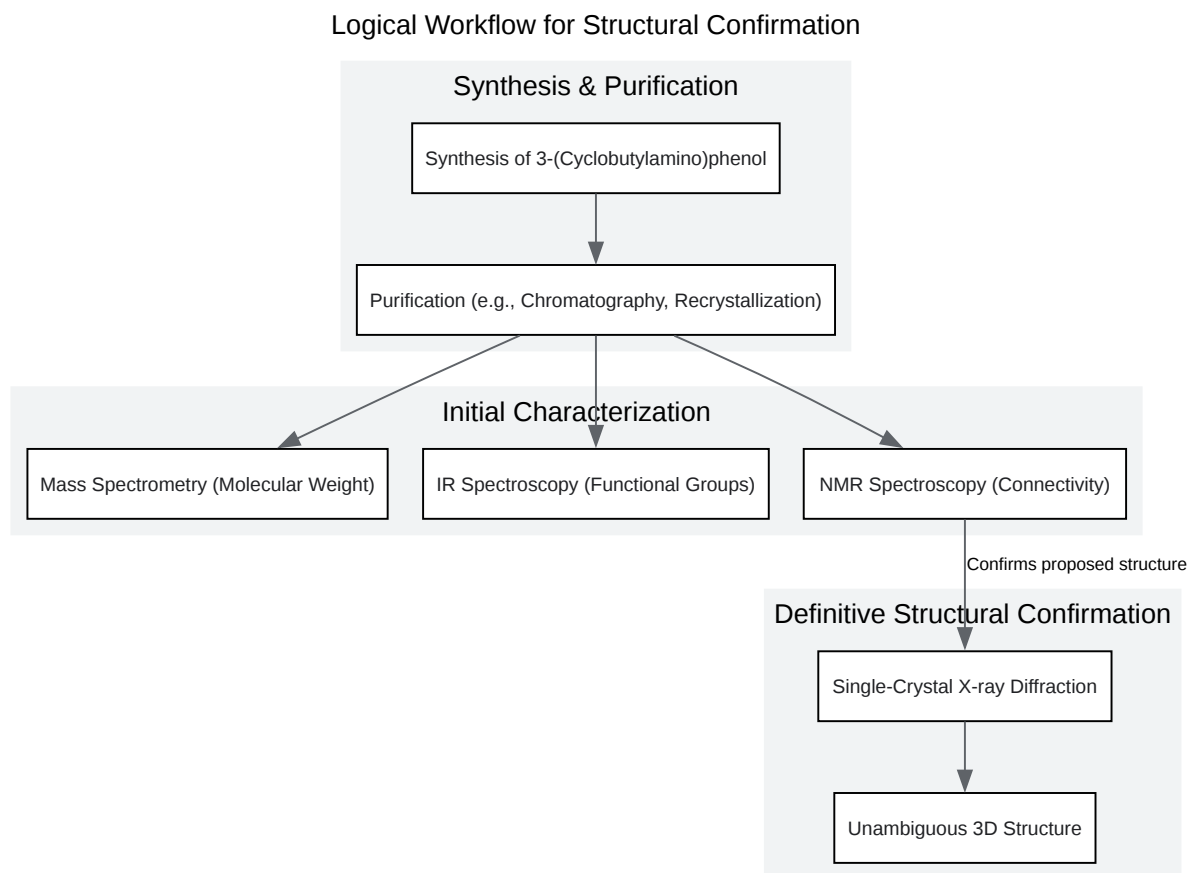 Logical Workflow for Structural Confirmation
Synthesis & Purification
Synthesis of 3-(Cyclobutylamino)phenol
Purification (e.g., Chromatography, Recrystallization)
Initial Characterization
Mass Spectrometry (Molecular Weight)
IR Spectroscopy (Functional Groups)
NMR Spectroscopy (Connectivity)
Confirms proposed structure
Definitive Structural Confirmation
Single-Crystal X-ray Diffraction
Unambiguous 3D Structure